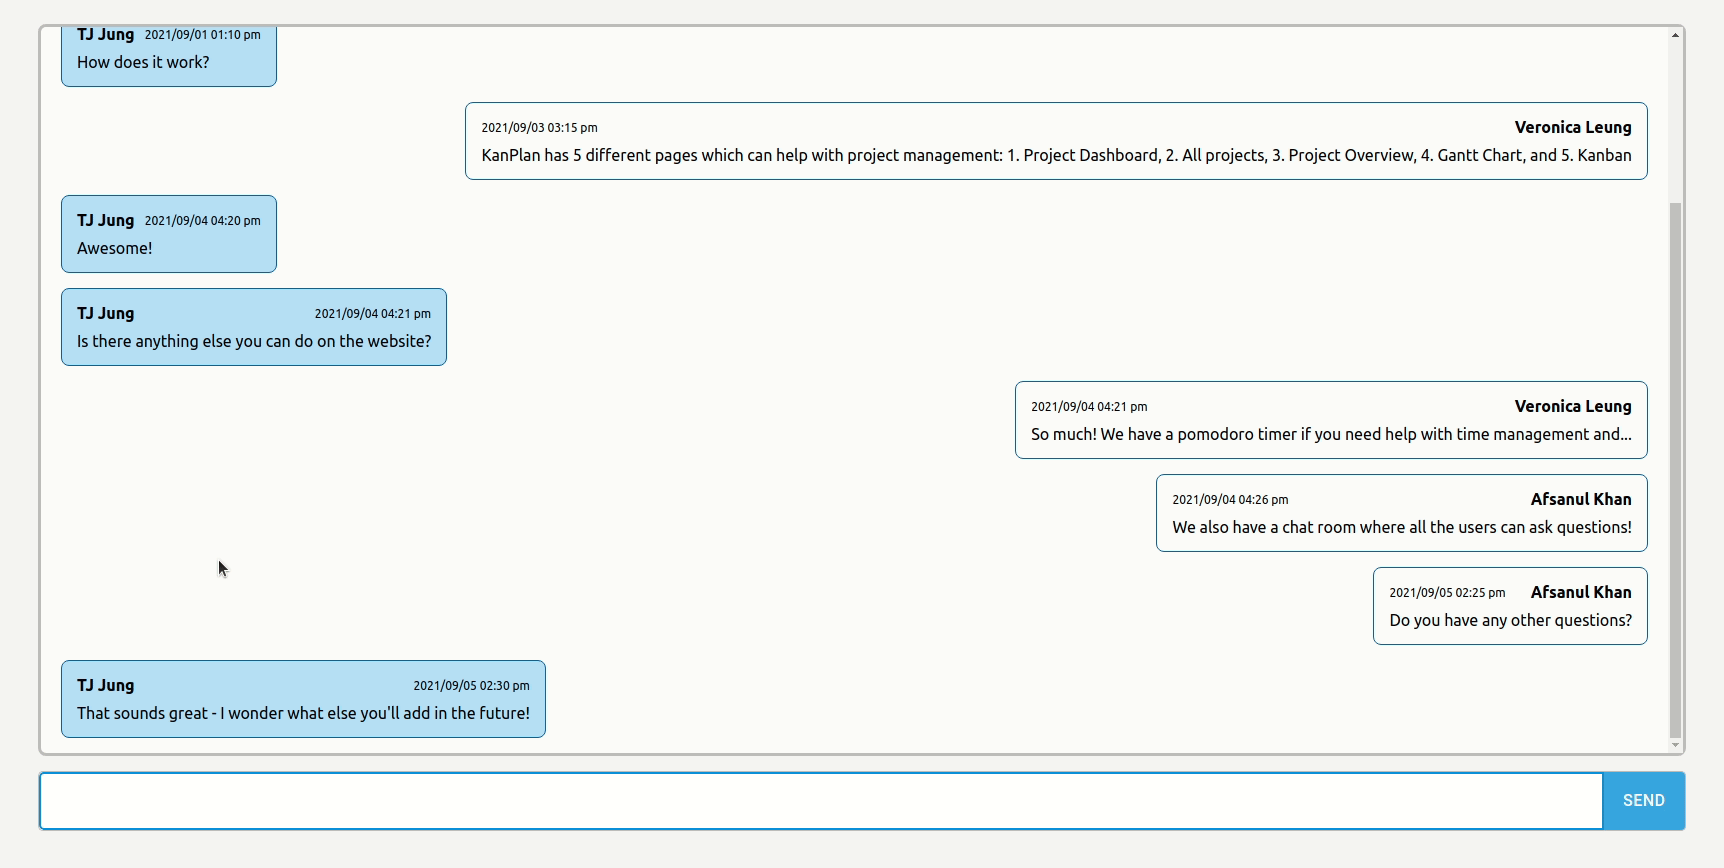 TJ Jung 2021/09/01 01:10 pm
How does it work?
2021/09/03 03:15 pm Veronica Leung
KanPlan has 5 different pages which can help with project management: 1. Project Dashboard, 2. All projects, 3. Project Overview, 4. Gantt Chart, and 5. Kanban
TJ Jung 2021/09/04 04:20 pm
Awesome!
TJ Jung 2021/09/04 04:21 pm
Is there anything else you can do on the website?
2021/09/04 04:21 pm Veronica Leung
So much! We have a pomodoro timer if you need help with time management and...
2021/09/04 04:26 pm Afsanul Khan
We also have a chat room where all the users can ask questions!
2021/09/05 02:25 pm Afsanul Khan
Do you have any other questions?
TJ Jung 2021/09/05 02:30 pm
That sounds great - I wonder what else you'll add in the future!
SEND